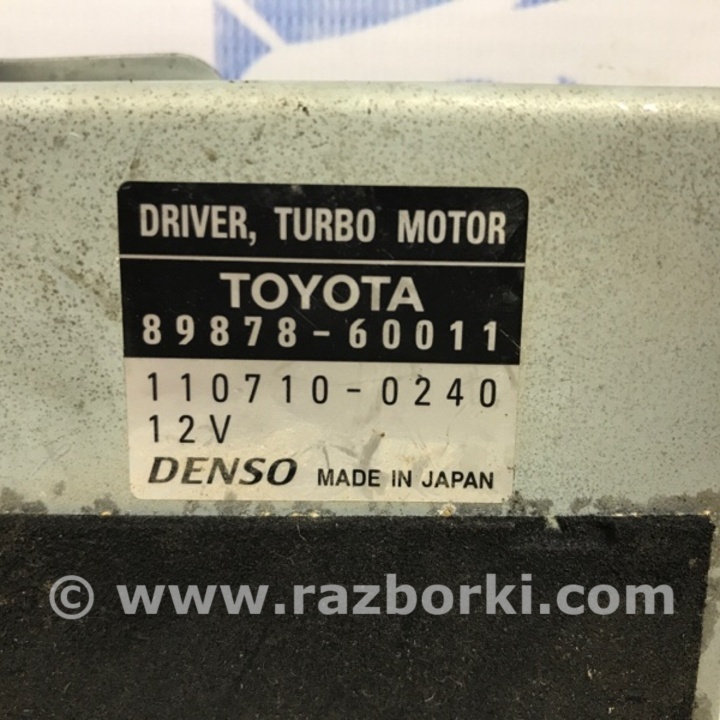 DRIVER, TURBO MOTOR
TOYOTA
89878-60011
110710-0240
12V
DENSO MADE IN JAPAN
© www.razborki.com